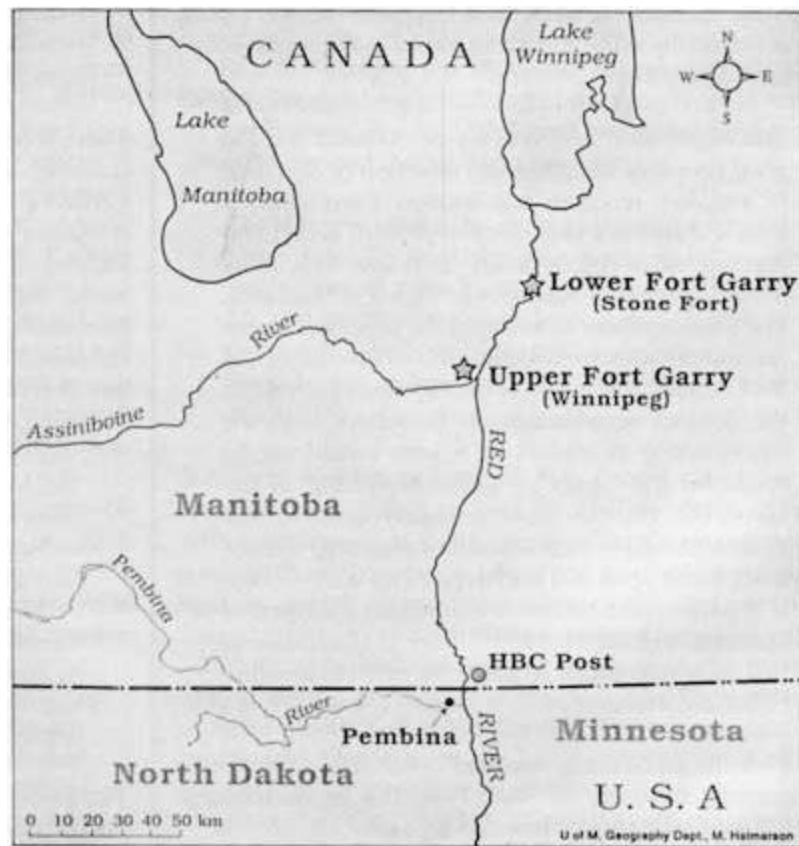 CANADA
Lake
Winnipeg
N
W
E
S
Lake
Manitoba
Lower Fort Garry
(Stone Fort)
River
Upper Fort Garry
(Winnipeg)
Assiniboine
RED
Manitoba
Pembina
HBC Post
River
RIVER
Pembina
Minnesota
North Dakota
U. S. A
0 10 20 30 40 50 km
U of M, Geography Dept., M. Halmarson